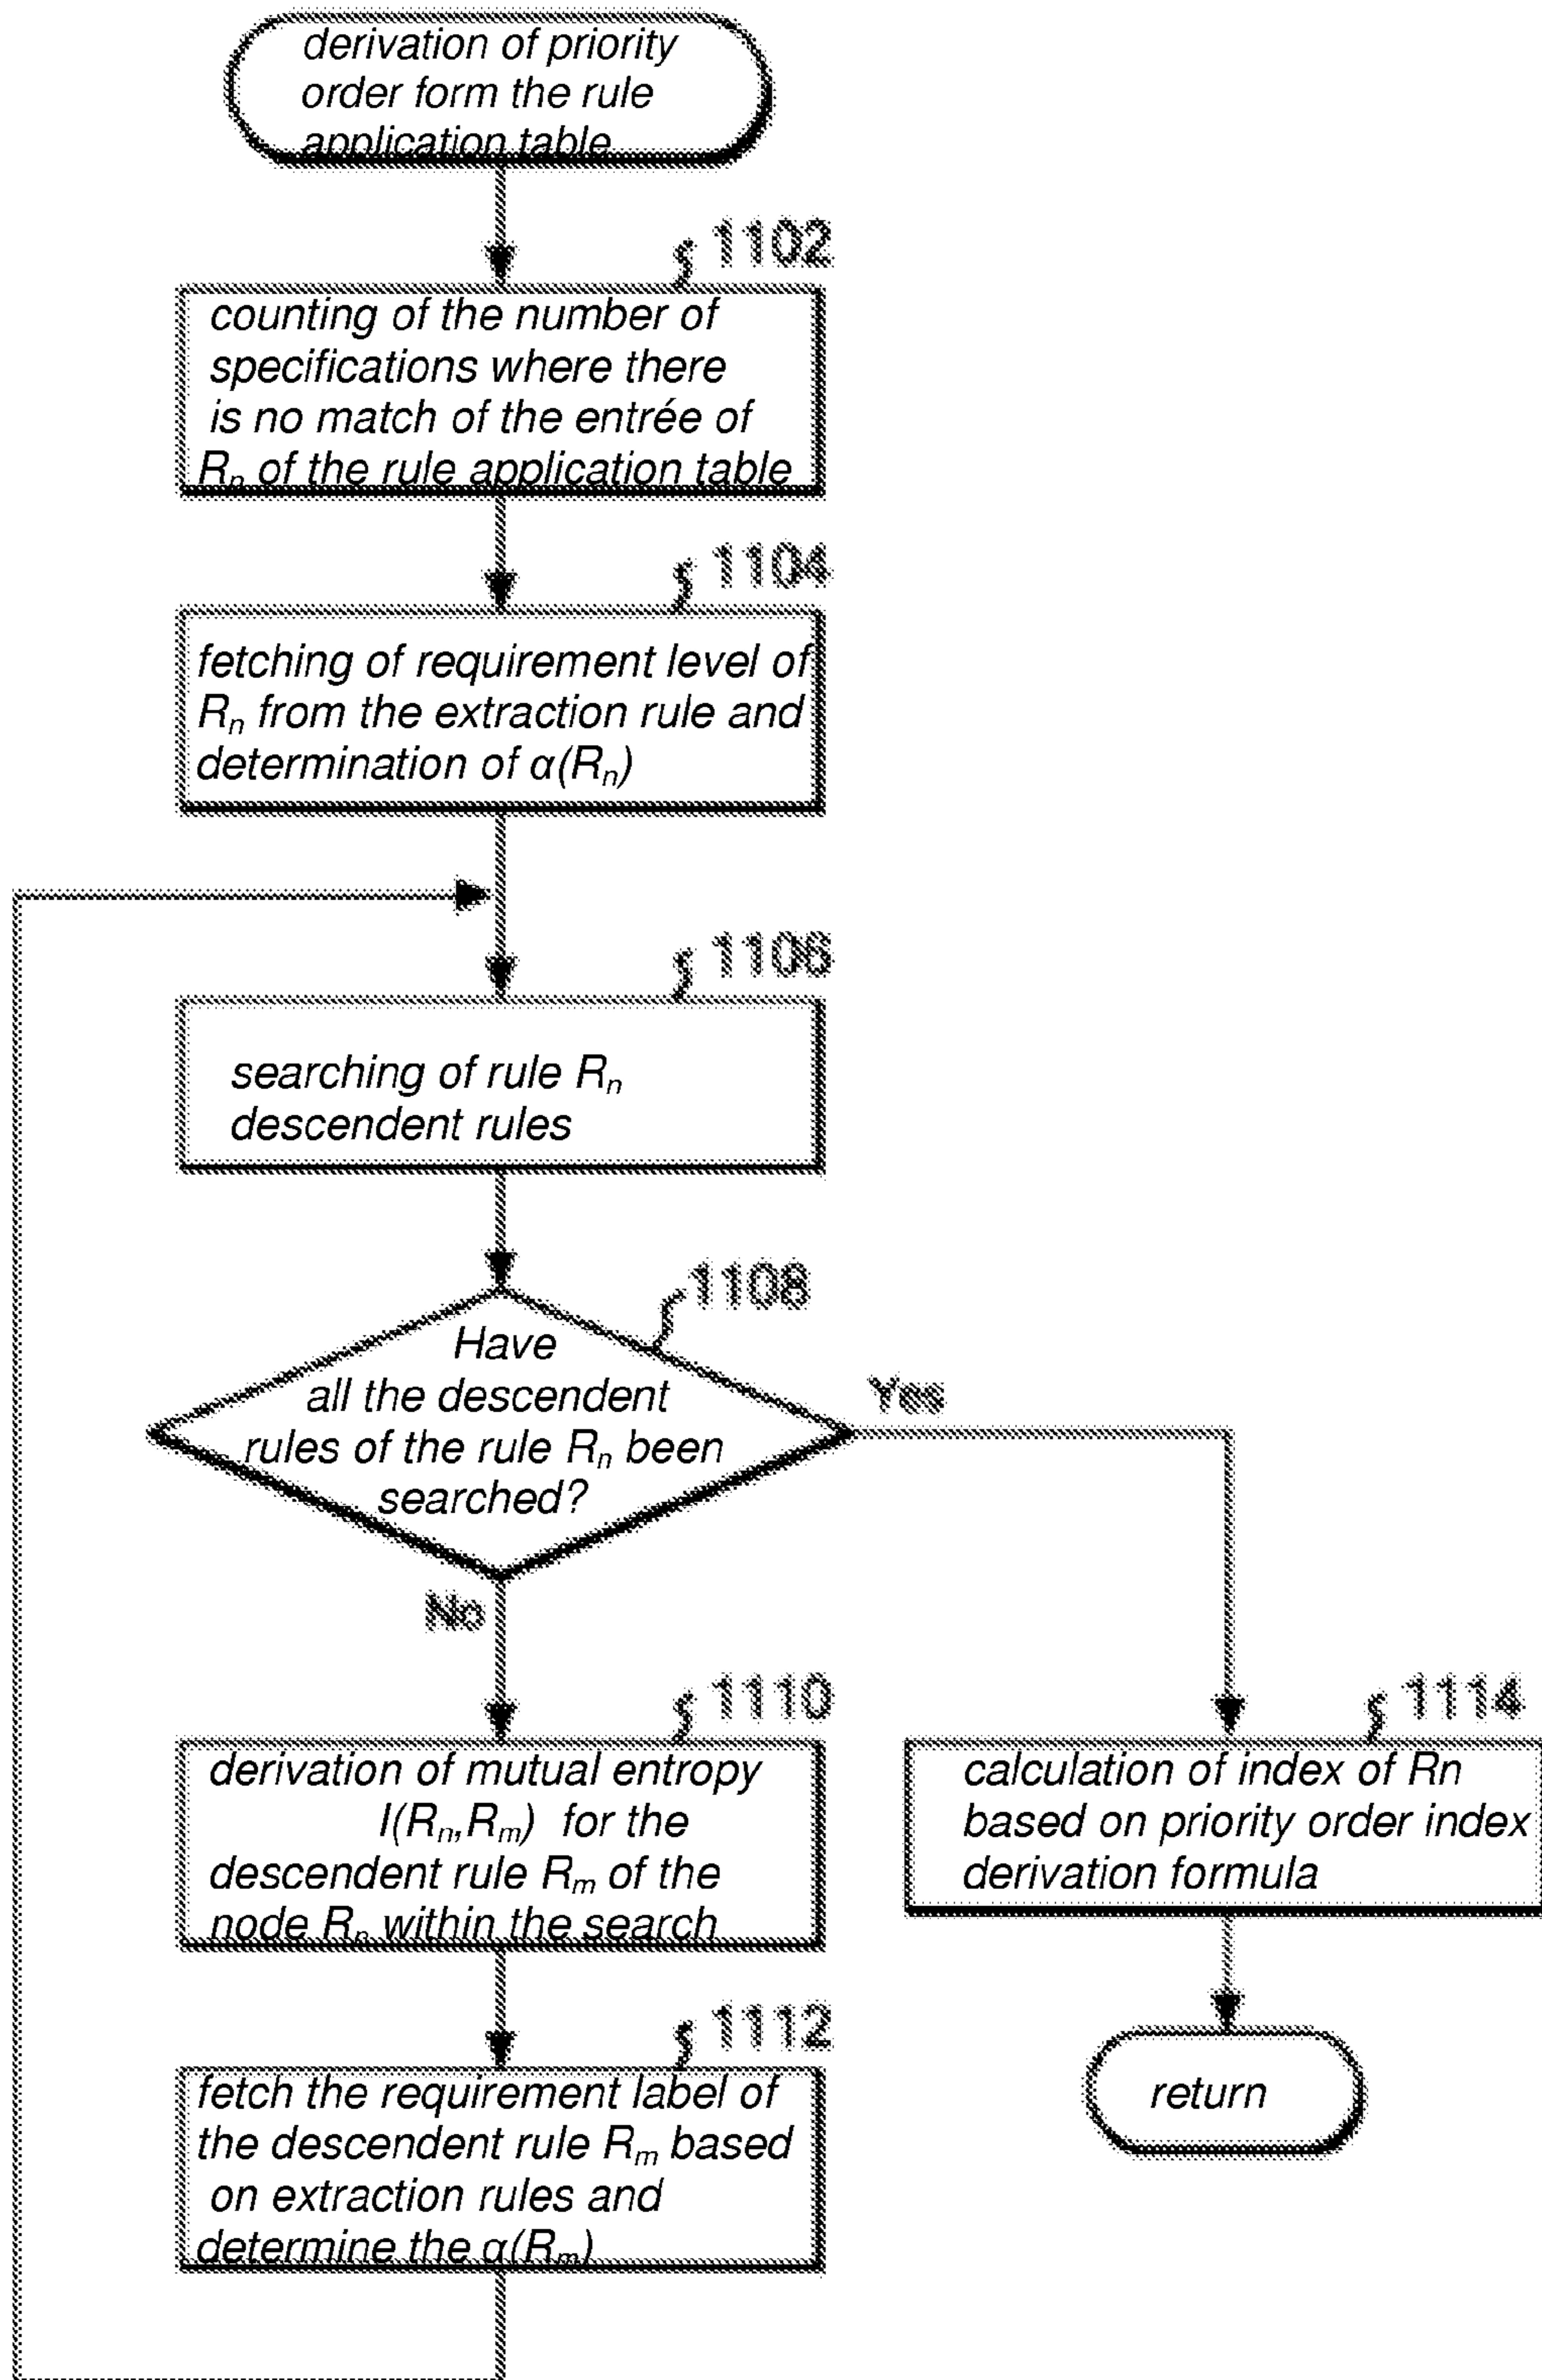 derivation of priority
order form the rule
application table
1102
counting of the number of
specifications where there
is no match of the entrée of
Rₙ of the rule application table
1104
fetching of requirement level of
Rₙ from the extraction rule and
determination of α(Rₙ)
1106
searching of rule Rₙ
descendent rules
1108
Have
all the descendent
rules of the rule Rₙ been
searched?
Yes
No
1110
derivation of mutual entropy
I(Rₙ,Rₘ) for the
descendent rule Rₘ of the
node Rₙ within the search
1114
calculation of index of Rn
based on priority order index
derivation formula
1112
fetch the requirement label of
the descendent rule Rₘ based
on extraction rules and
determine the α(Rₘ)
return